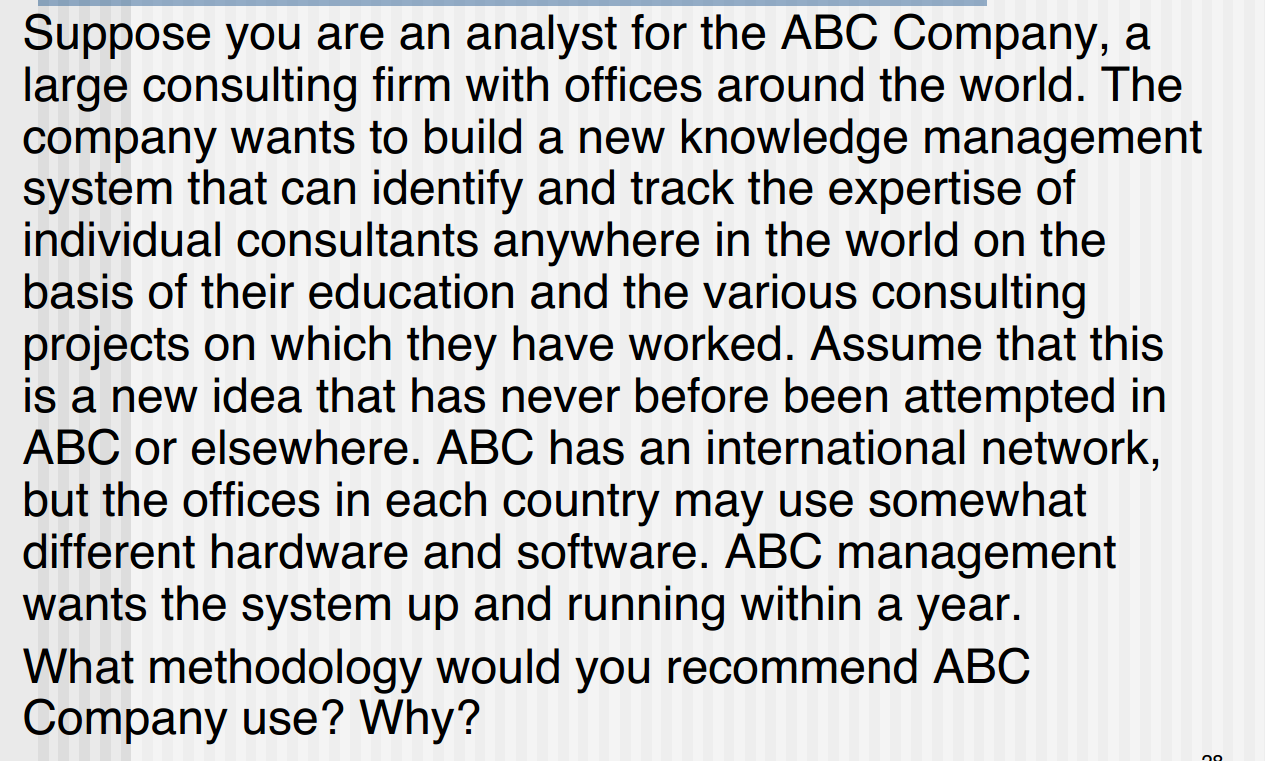 Suppose you are an analyst for the ABC Company, a
large consulting firm with offices around the world. The
company wants to build a new knowledge management
system that can identify and track the expertise of
individual consultants anywhere in the world on the
basis of their education and the various consulting
projects on which they have worked. Assume that this
is a new idea that has never before been attempted in
ABC or elsewhere. ABC has an international network,
but the offices in each country may use somewhat
different hardware and software. ABC management
wants the system up and running within a year.
What methodology would you recommend ABC
Company use? Why?